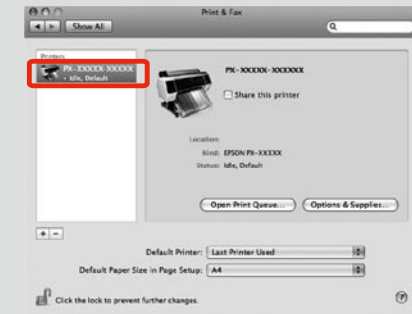 Print & Fax
Show All
Printers
PX-XXXXX-XXXXXX
• Idle, Default
PX-XXXXX-XXXXXX
Share this printer
Location:
Kind: EPSON PX-XXXXX
Status: Idle, Default
Open Print Queue...
Options & Supplies...
+ -
Default Printer: Last Printer Used
Default Paper Size in Page Setup: A4
Click the lock to prevent further changes.
?